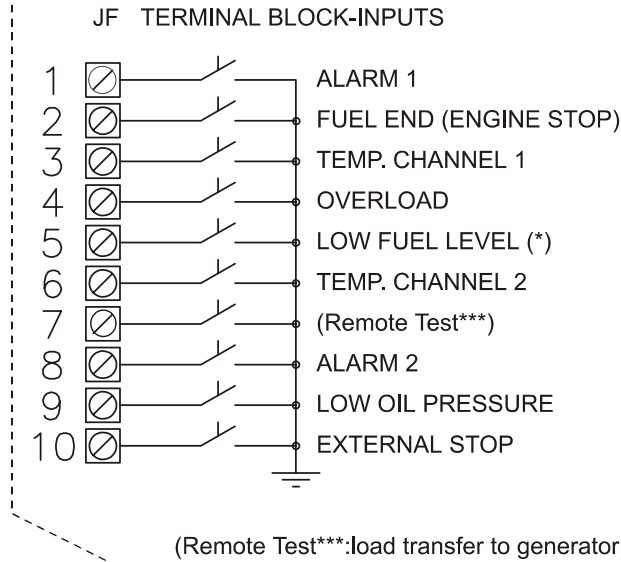 JF TERMINAL BLOCK-INPUTS
1 ALARM 1
2 FUEL END (ENGINE STOP)
3 TEMP. CHANNEL 1
4 OVERLOAD
5 LOW FUEL LEVEL (*)
6 TEMP. CHANNEL 2
7 (Remote Test***)
8 ALARM 2
9 LOW OIL PRESSURE
10 EXTERNAL STOP
(Remote Test***:load transfer to generator